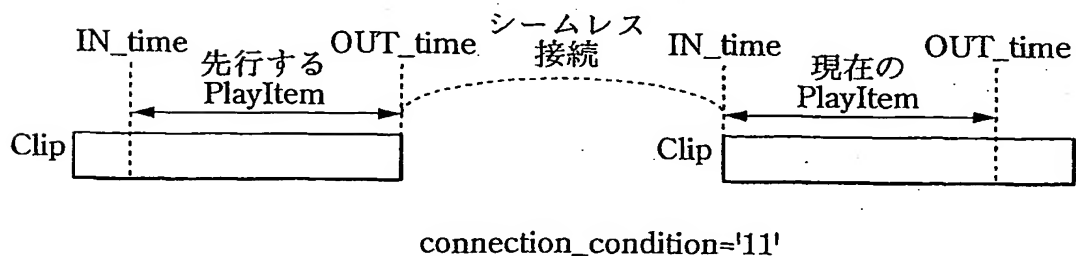 シームレス
接続
IN_time
OUT_time
IN_time
OUT_time
先行する
PlayItem
現在の
PlayItem
Clip
Clip
connection_condition='11'